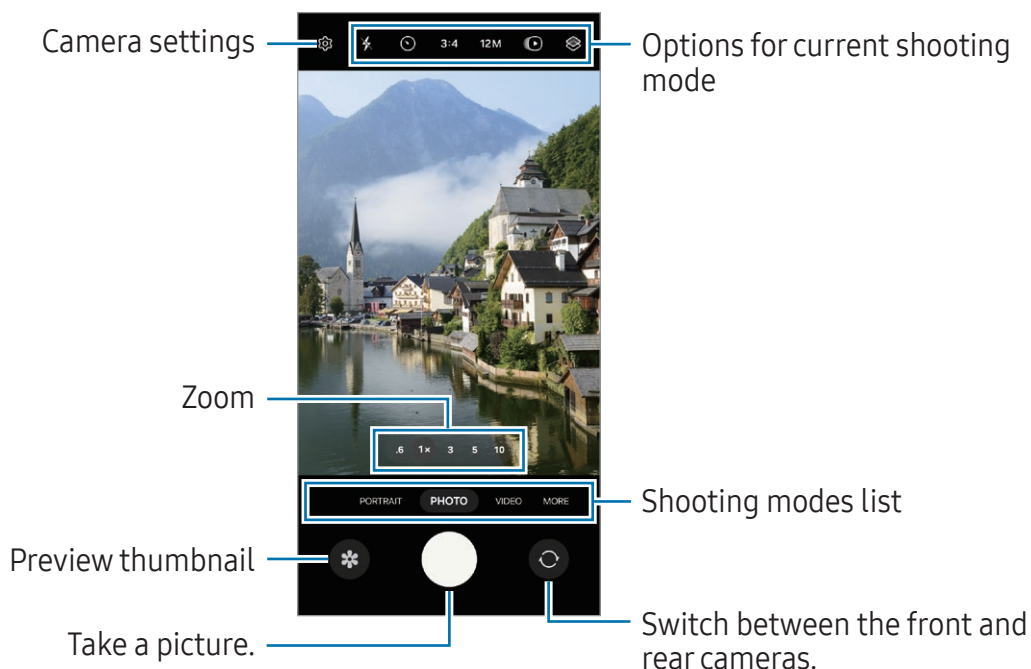 Camera settings
3:4
12M
Options for current shooting
mode
Zoom
.6 1× 3 5 10
PORTRAIT PHOTO VIDEO MORE
Shooting modes list
Preview thumbnail
Take a picture.
Switch between the front and
rear cameras.